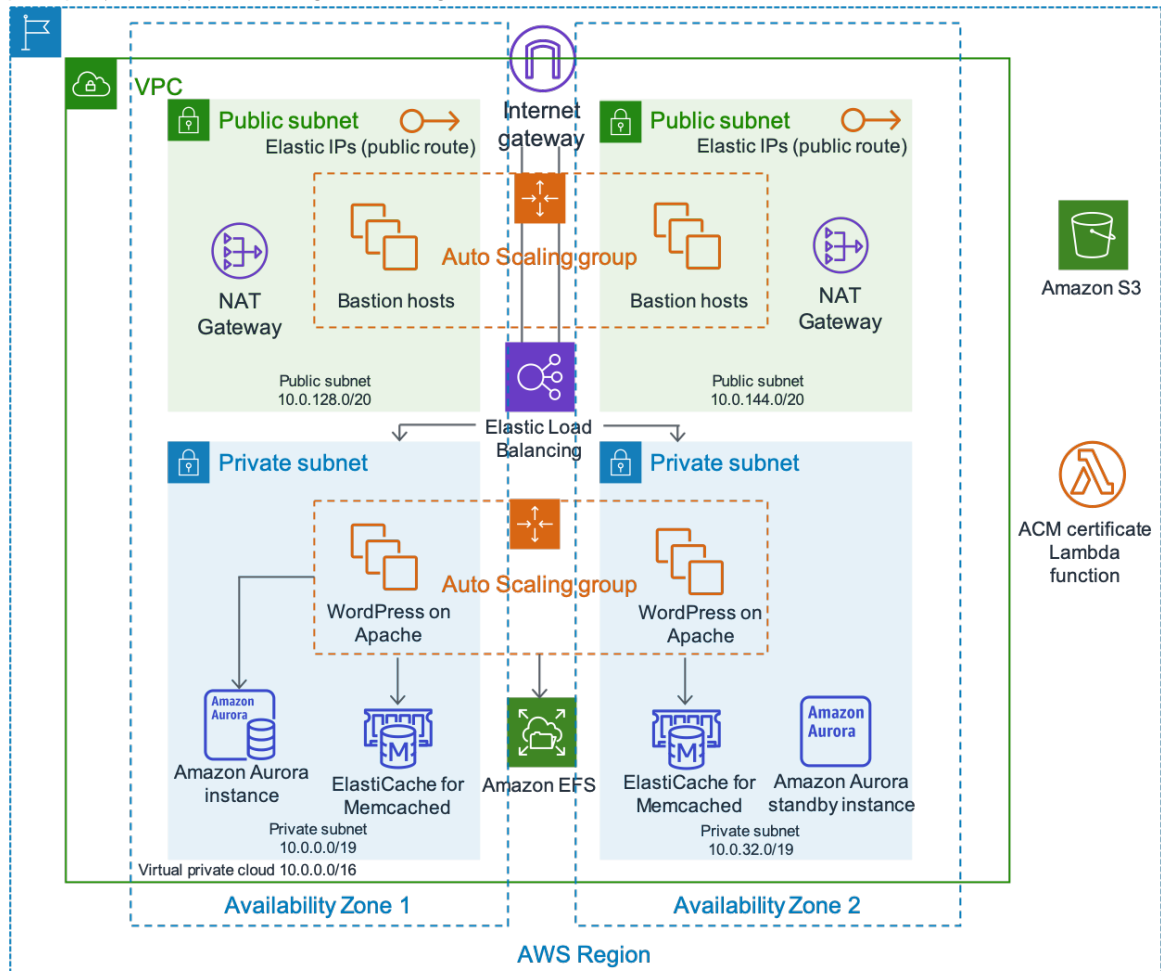 VPC
Internet
gateway
Public subnet
Elastic IPs (public route)
Public subnet
Elastic IPs (public route)
NAT
Gateway
Bastion hosts
Auto Scaling group
Bastion hosts
NAT
Gateway
Public subnet
10.0.128.0/20
Public subnet
10.0.144.0/20
Elastic Load
Balancing
Private subnet
Private subnet
WordPress on
Apache
Auto Scaling group
WordPress on
Apache
Amazon
Aurora
Amazon Aurora
instance
M
ElastiCache for
Memcached
Amazon EFS
M
ElastiCache for
Memcached
Amazon
Aurora
Amazon Aurora
standby instance
Private subnet
10.0.0.0/19
Private subnet
10.0.32.0/19
Virtual private cloud 10.0.0.0/16
Availability Zone 1
Availability Zone 2
AWS Region
Amazon S3
ACM certificate
Lambda
function